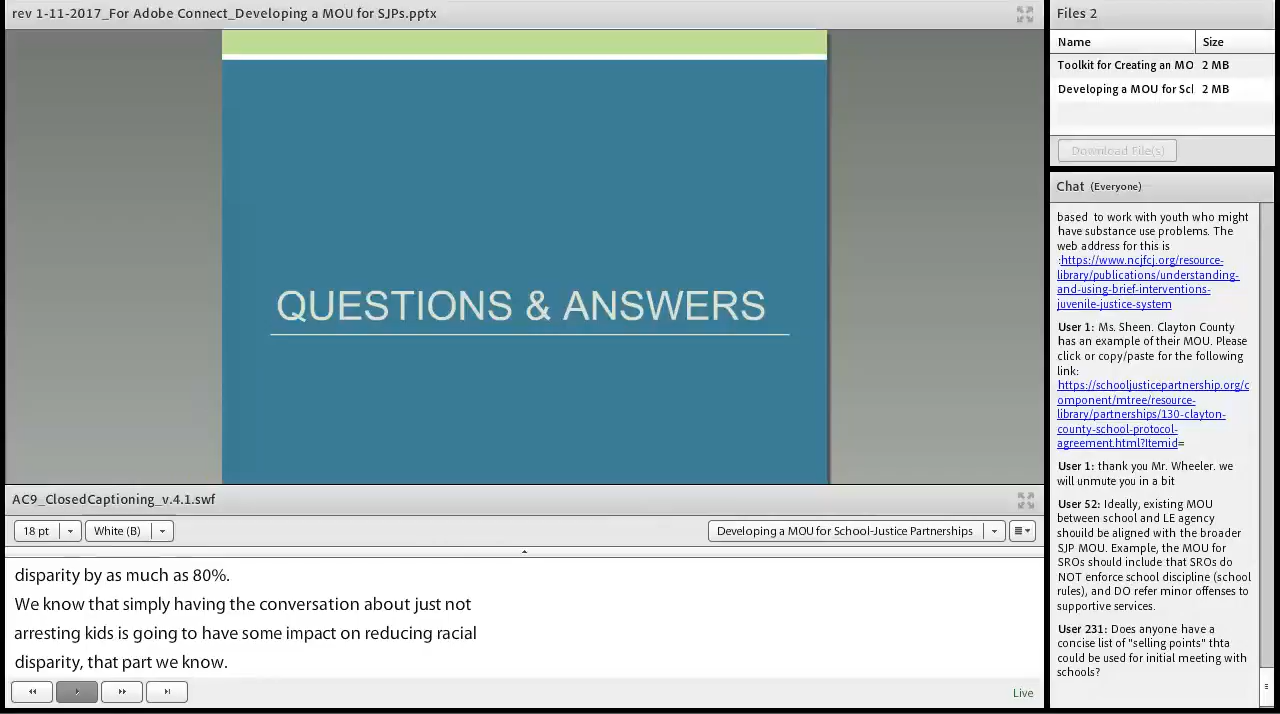 rev 1-11-2017_For Adobe Connect_Developing a MOU for SJPs.pptx
QUESTIONS & ANSWERS
AC9_ClosedCaptioning_v.4.1.swf
18 pt
White (B)
Developing a MOU for School-Justice Partnerships
disparity by as much as 80%.
We know that simply having the conversation about just not
arresting kids is going to have some impact on reducing racial
disparity, that part we know.
Live
Files 2
Name Size
Toolkit for Creating an MO 2 MB
Developing a MOU for Scl 2 MB
Download File(s)
Chat (Everyone)
based to work with youth who might
have substance use problems. The
web address for this is
:https://www.ncjfcj.org/resource-
library/publications/understanding-
and-using-brief-interventions-
juvenile-justice-system
User 1: Ms. Sheen. Clayton County
has an example of their MOU. Please
click or copy/paste for the following
link:
https://schooljusticepartnership.org/c
omponent/mtree/resource-
library/partnerships/130-clayton-
county-school-protocol-
agreement.html?Itemid=
User 1: thank you Mr. Wheeler. we
will unmute you in a bit
User 52: Ideally, existing MOU
between school and LE agency
should be aligned with the broader
SJP MOU. Example, the MOU for
SROs should include that SROs do
NOT enforce school discipline (school
rules), and DO refer minor offenses to
supportive services.
User 231: Does anyone have a
concise list of "selling points" thta
could be used for initial meeting with
schools?